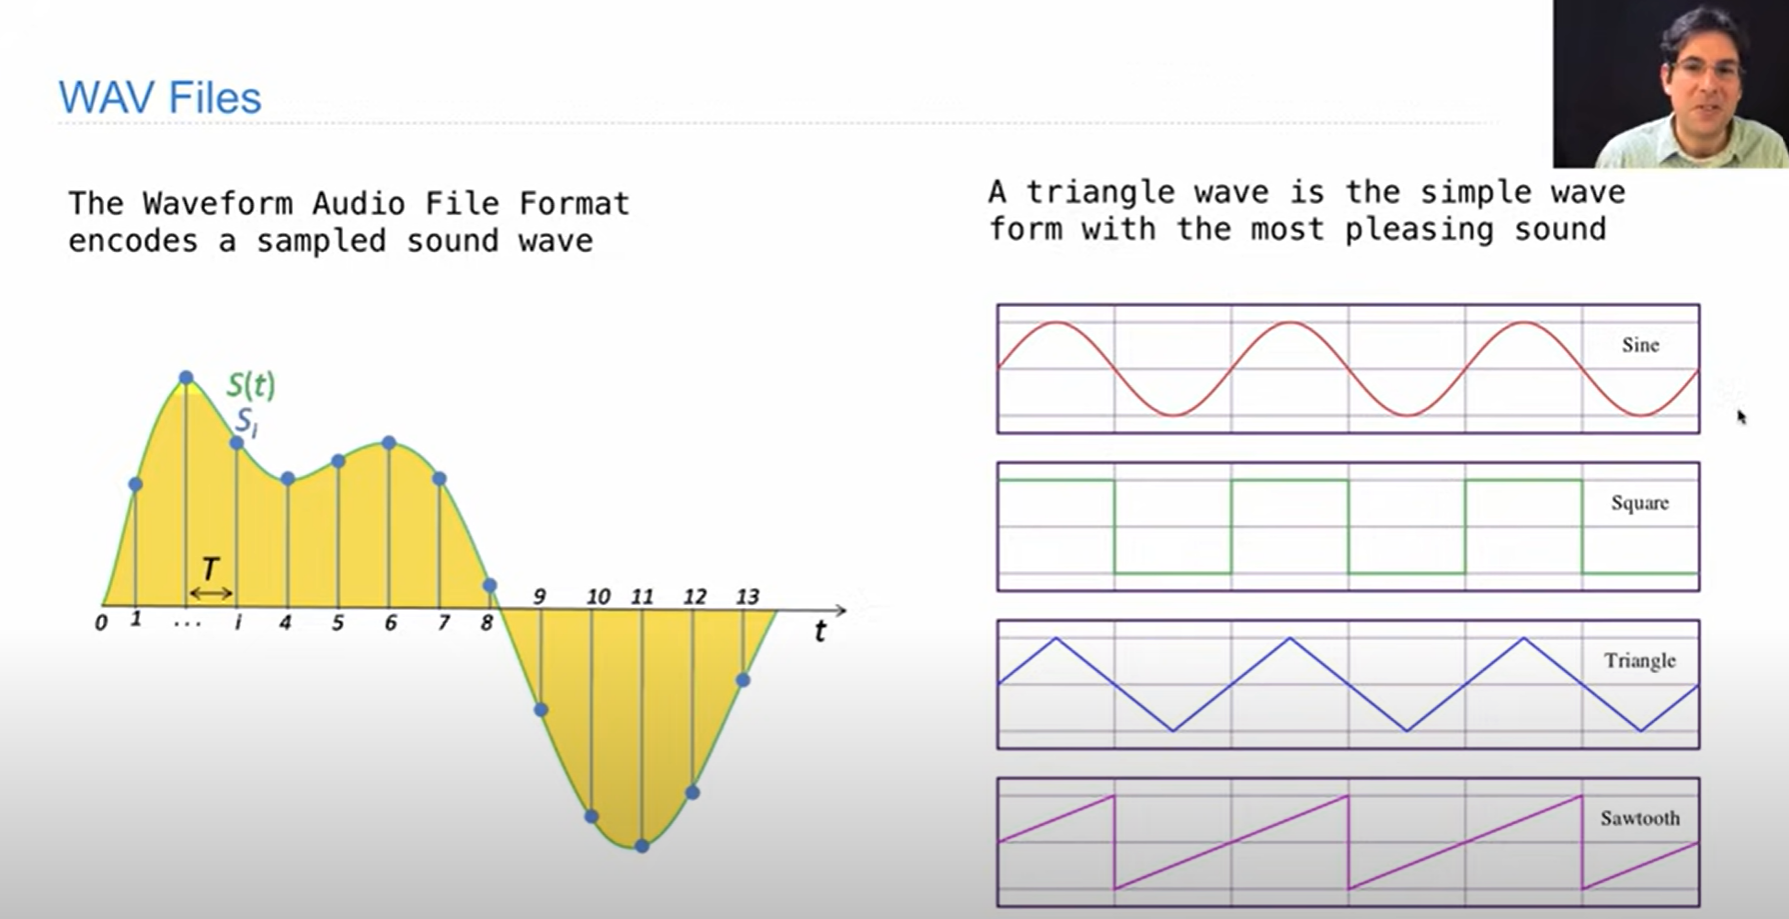 WAV Files
The Waveform Audio File Format
encodes a sampled sound wave
S(t)
Si
T
0 1 ... i 4 5 6 7 8 9 10 11 12 13
t
A triangle wave is the simple wave
form with the most pleasing sound
Sine
Square
Triangle
Sawtooth